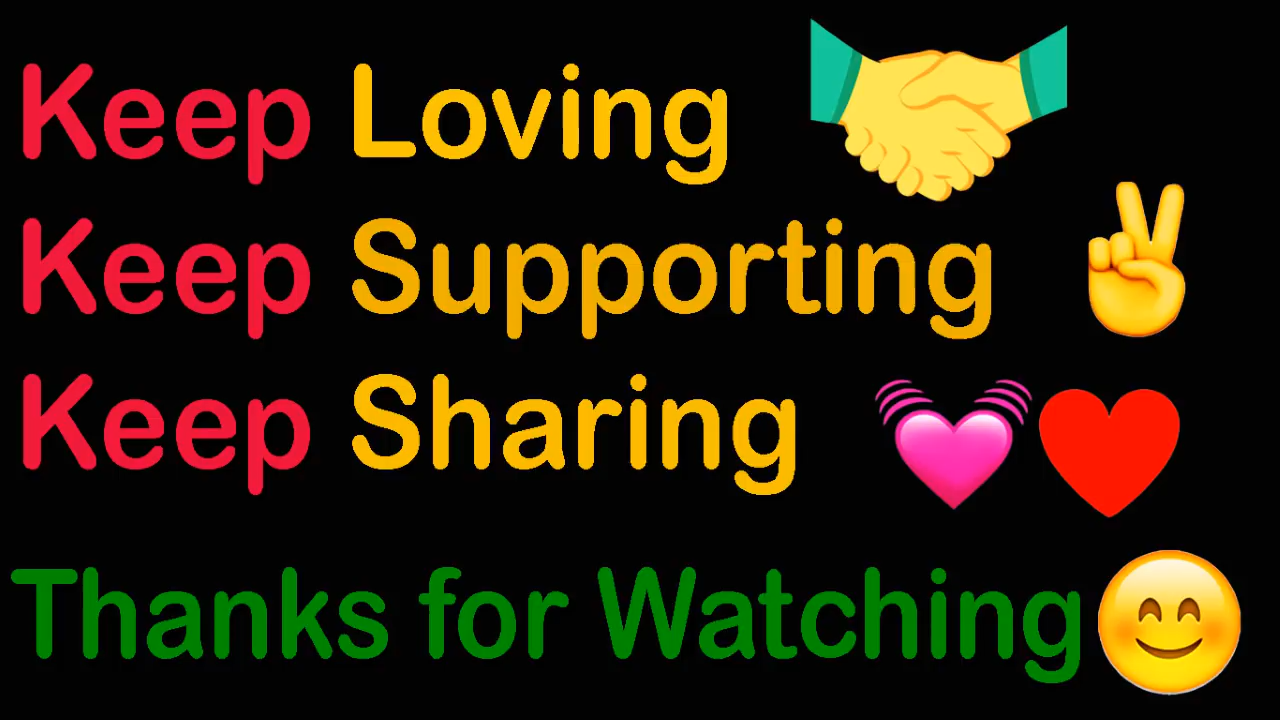 Keep Loving
Keep Supporting
Keep Sharing
Thanks for Watching